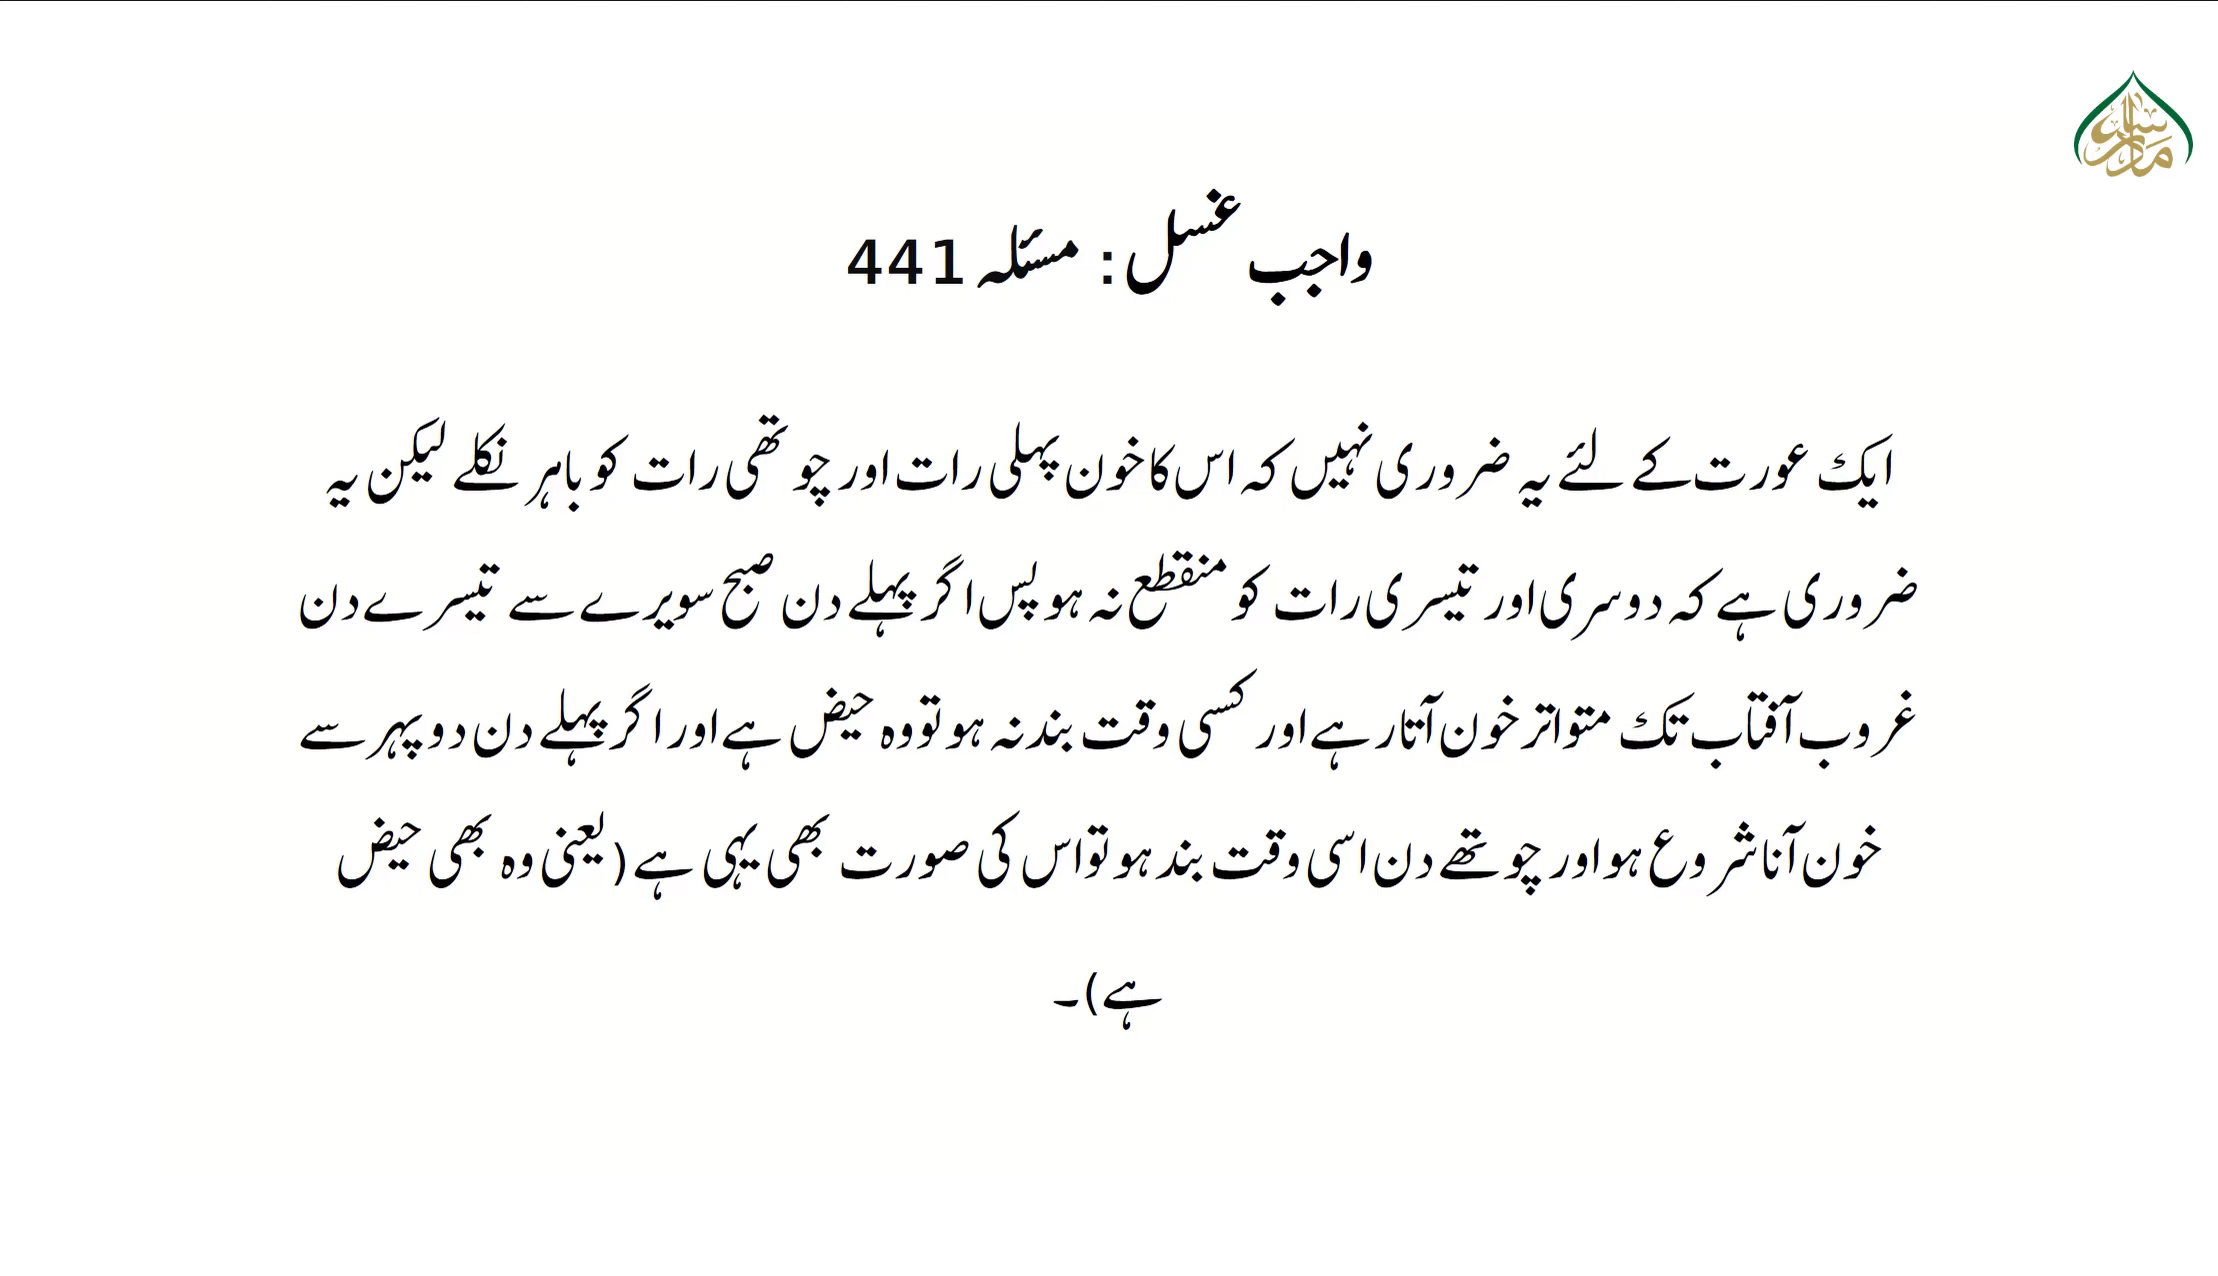 واجب غسل: مسئلہ 441
ایک عورت کے لئے یہ ضروری نہیں کہ اس کا خون پہلی رات اور چوتھی رات کو باہر نکلے لیکن یہ
ضروری ہے کہ دوسری اور تیسری رات کو منقطع نہ ہو پس اگر پہلے دن صبح سویرے سے تیسرے دن
غروب آفتاب تک متواتر خون آتا رہے اور کسی وقت بند نہ ہو تو وہ حیض ہے اور اگر پہلے دن دوپہر سے
خون آنا شروع ہو اور چوتھے دن اسی وقت بند ہو تو اس کی صورت بھی یہی ہے (یعنی وہ بھی حیض
ہے)۔